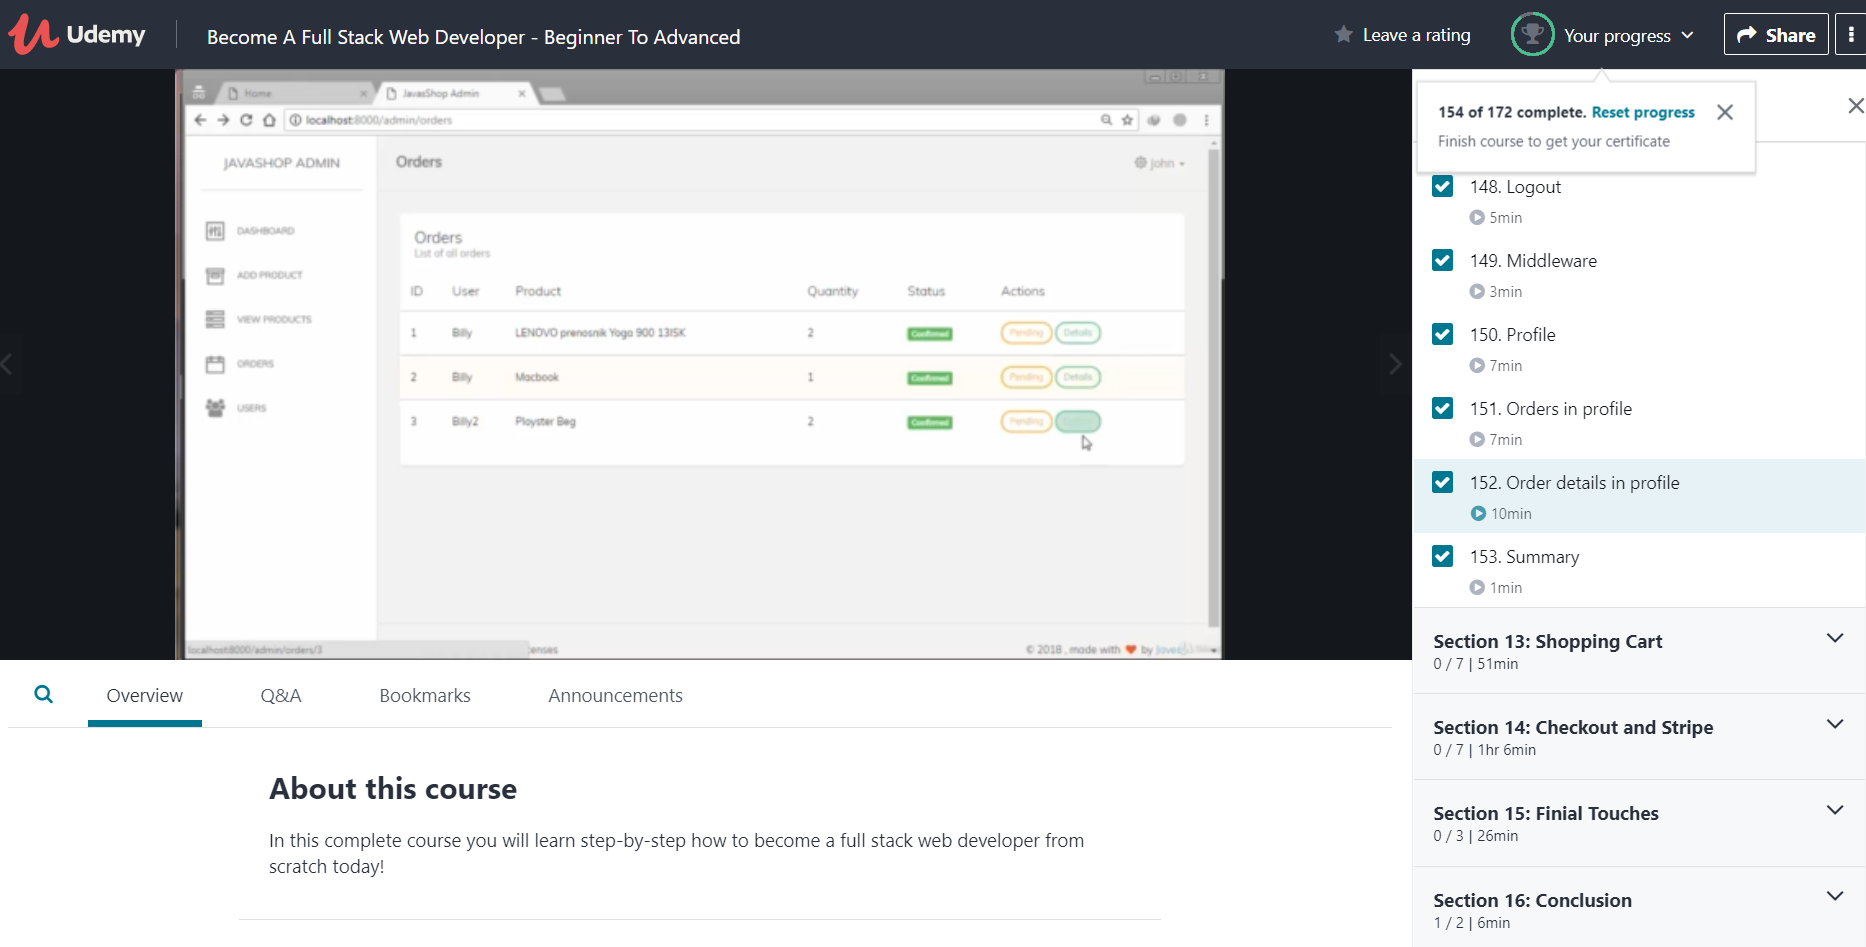 Udemy
Become A Full Stack Web Developer - Beginner To Advanced
Leave a rating
Your progress
Share
154 of 172 complete. Reset progress
Finish course to get your certificate
Home
JavasShop Admin
localhost:8000/admin/orders
JAVASHOP ADMIN
Orders
John
DASHBOARD
ADD PRODUCT
VIEW PRODUCTS
ORDERS
USERS
Orders
List of all orders
ID User Product Quantity Status Actions
1 Billy LENOVO prenosnik Yoga 900 13ISK 2 Confirmed Pending Details
2 Billy Macbook 1 Confirmed Pending Details
3 Billy2 Ployster Beg 2 Confirmed Pending
localhost:8000/admin/orders/3
enses
© 2018 , made with ❤ by
148. Logout
5min
149. Middleware
3min
150. Profile
7min
151. Orders in profile
7min
152. Order details in profile
10min
153. Summary
1min
Section 13: Shopping Cart
0 / 7 | 51min
Section 14: Checkout and Stripe
0 / 7 | 1hr 6min
Section 15: Finial Touches
0 / 3 | 26min
Section 16: Conclusion
1 / 2 | 6min
Overview
Q&A
Bookmarks
Announcements
About this course
In this complete course you will learn step-by-step how to become a full stack web developer from
scratch today!